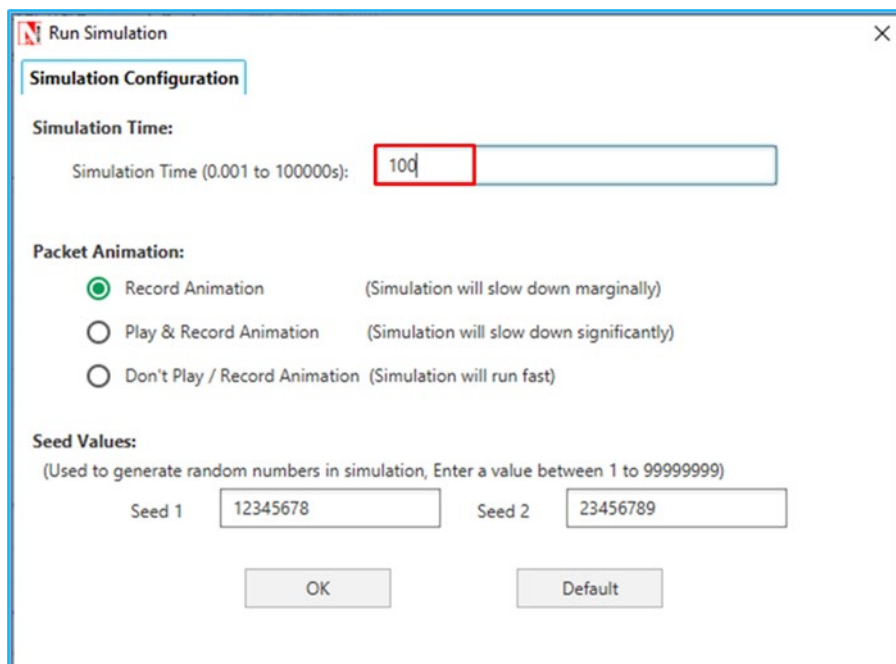 Run Simulation
Simulation Configuration
Simulation Time:
Simulation Time (0.001 to 100000s): 100
Packet Animation:
Record Animation (Simulation will slow down marginally)
Play & Record Animation (Simulation will slow down significantly)
Don't Play / Record Animation (Simulation will run fast)
Seed Values:
(Used to generate random numbers in simulation, Enter a value between 1 to 99999999)
Seed 1 12345678 Seed 2 23456789
OK Default